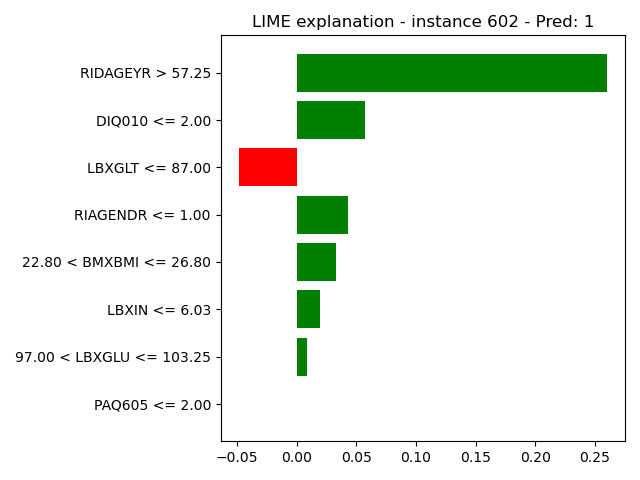 LIME explanation - instance 602 - Pred: 1
RIDAGEYR > 57.25
DIQ010 <= 2.00
LBXGLT <= 87.00
RIAGENDR <= 1.00
22.80 < BMXBMI <= 26.80
LBXIN <= 6.03
97.00 < LBXGLU <= 103.25
PAQ605 <= 2.00
−0.05 0.00 0.05 0.10 0.15 0.20 0.25